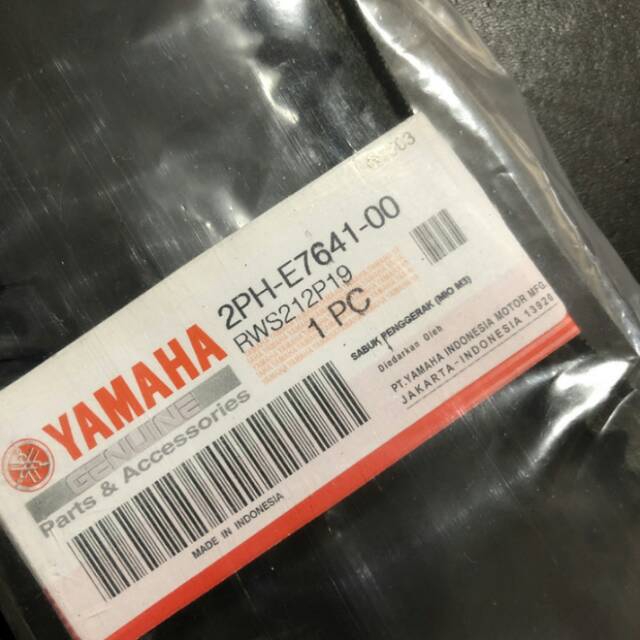 2PH-E7641-00
RWS212P19
1 PC
YAMAHA
GENUINE
Parts & Accessories
SABUK PENGGERAK (MIO M3)
Diedarkan Oleh
PT.YAMAHA INDONESIA MOTOR MFG
JAKARTA-INDONESIA 13920
MADE IN INDONESIA